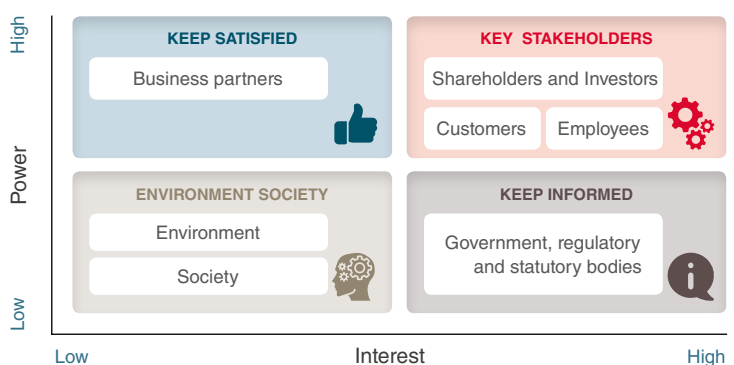 High
Power
Low
KEEP SATISFIED
Business partners
KEY STAKEHOLDERS
Shareholders and Investors
Customers
Employees
ENVIRONMENT SOCIETY
Environment
Society
KEEP INFORMED
Government, regulatory
and statutory bodies
i
Low
Interest
High